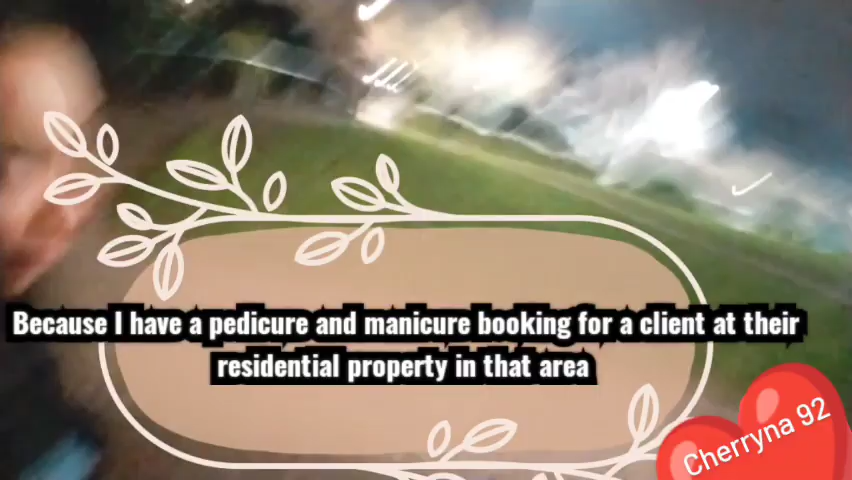 Because I have a pedicure and manicure booking for a client at their
residential property in that area
Cherryna 92